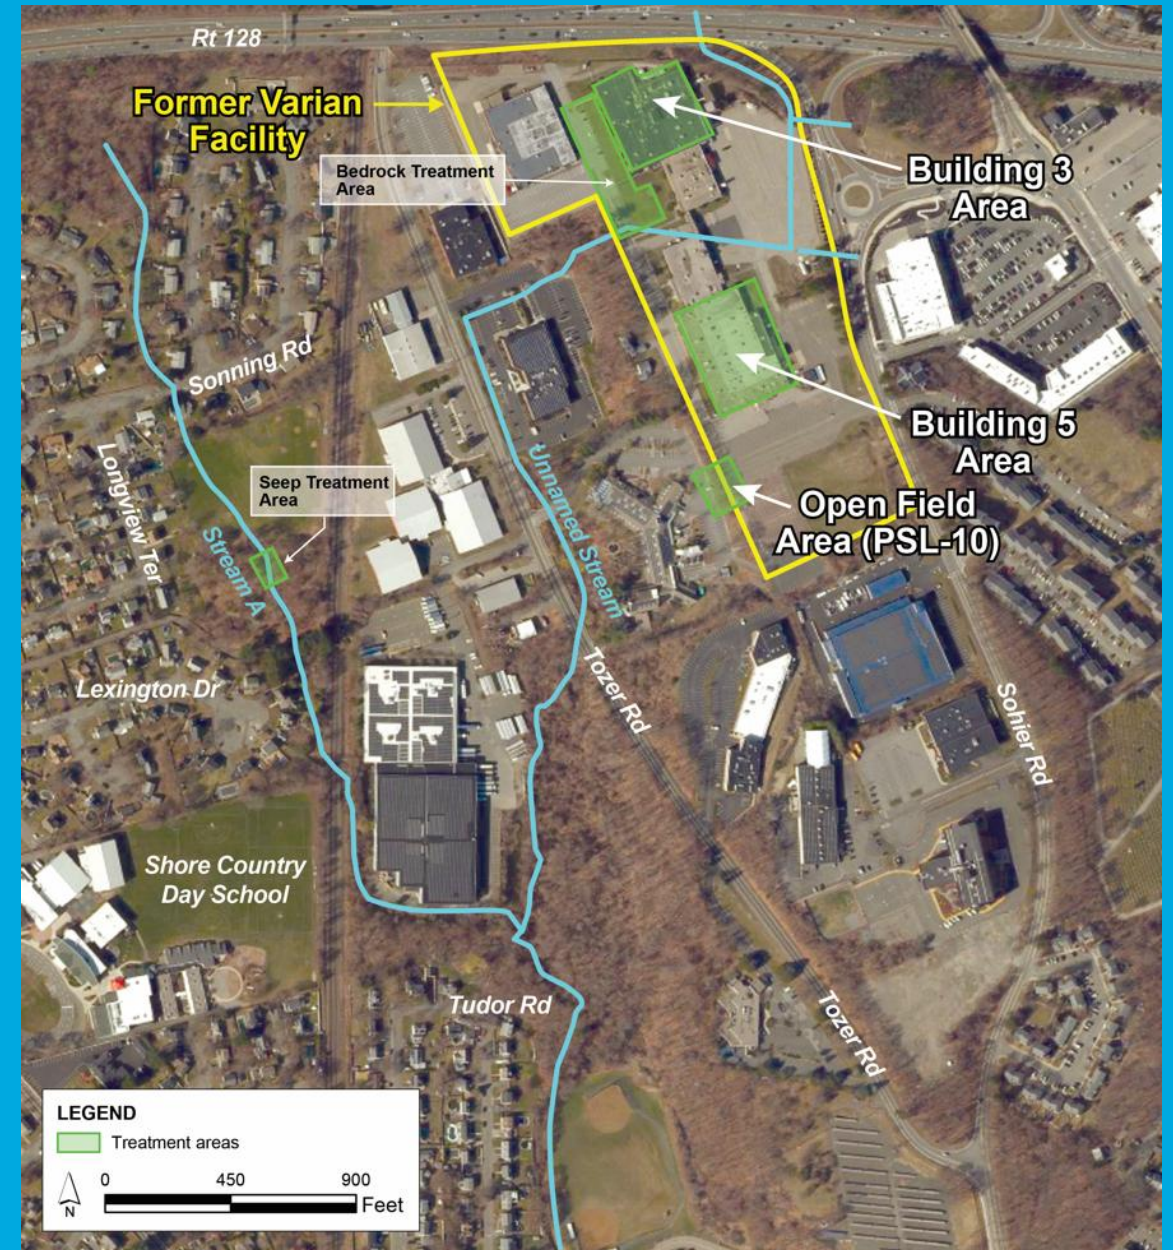 Rt 128
Former Varian
Facility
Bedrock Treatment
Area
Building 3
Area
Sonning Rd
Longview Ter
Building 5
Area
Seep Treatment
Area
Unnamed Stream
Open Field
Area (PSL-10)
Stream A
Lexington Dr
Tozer Rd
Sohier Rd
Shore Country
Day School
Tudor Rd
Tozer Rd
LEGEND
Treatment areas
0 450 900
Feet
N